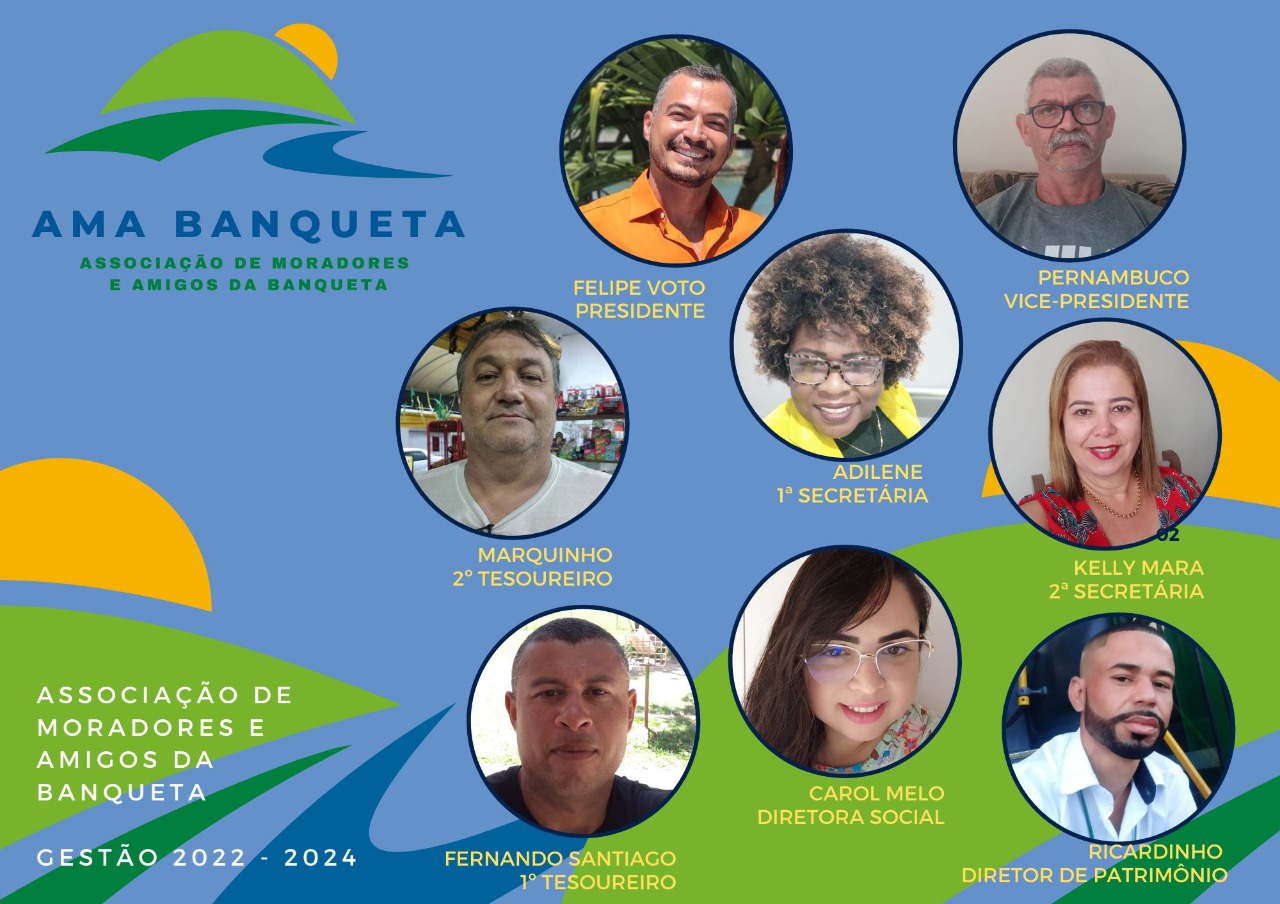 AMA BANQUETA
ASSOCIAÇÃO DE MORADORES
E AMIGOS DA BANQUETA
FELIPE VOTO
PRESIDENTE
PERNAMBUCO
VICE-PRESIDENTE
ADILENE
1ª SECRETÁRIA
02
KELLY MARA
2ª SECRETÁRIA
MARQUINHO
2º TESOUREIRO
CAROL MELO
DIRETORA SOCIAL
RICARDINHO
DIRETOR DE PATRIMÔNIO
FERNANDO SANTIAGO
1º TESOUREIRO
ASSOCIAÇÃO DE
MORADORES E
AMIGOS DA
BANQUETA
GESTÃO 2022 - 2024